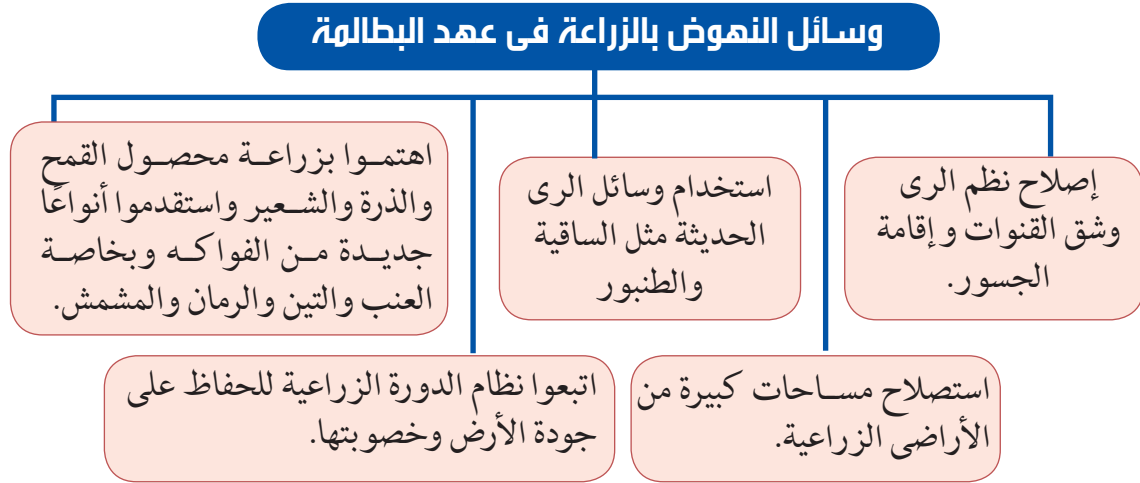 وسائل النهوض بالزراعة فى عهد البطالمة
إصلاح نظم الرى
وشق القنوات وإقامة
الجسور.
استصلاح مساحات كبيرة من
الأراضى الزراعية.
استخدام وسائل الرى
الحديثة مثل الساقية
والطنبور
اتبعوا نظام الدورة الزراعية للحفاظ على
جودة الأرض وخصوبتها.
اهتموا بزراعة محصول القمح
والذرة والشعير واستقدموا أنواعًا
جديدة من الفواكه وبخاصة
العنب والتين والرمان والمشمش.